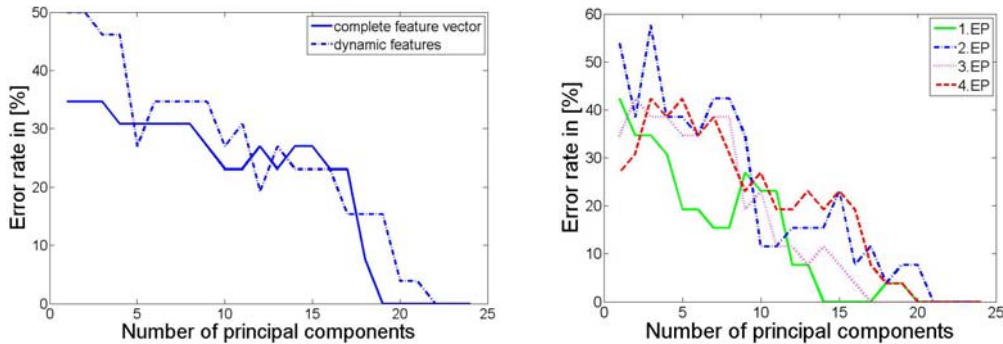 50
40
30
20
10
0
Error rate in [%]
complete feature vector
dynamic features
0 5 10 15 20 25
Number of principal components
60
50
40
30
20
10
0
Error rate in [%]
1.EP
2.EP
3.EP
4.EP
0 5 10 15 20 25
Number of principal components